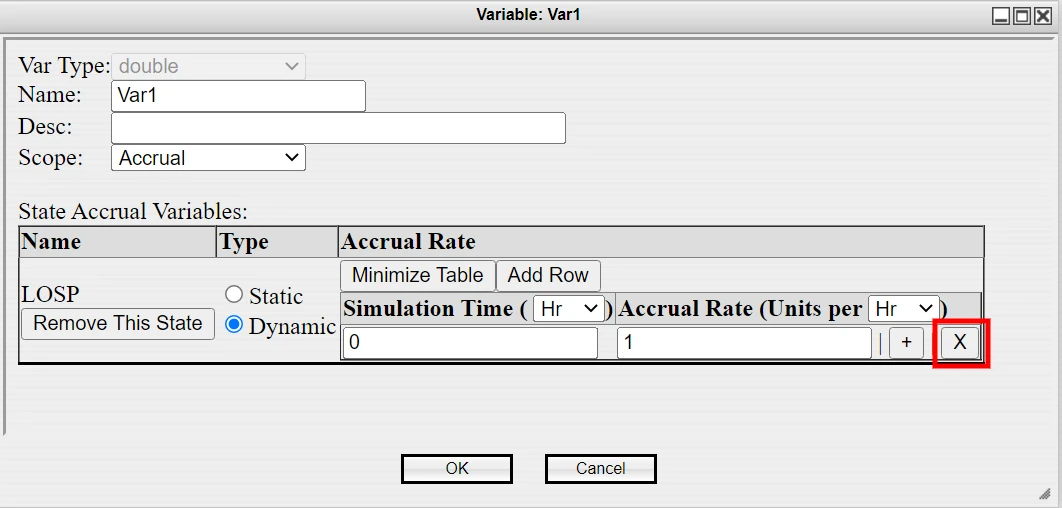 Variable: Var1
Var Type: double
Name: Var1
Desc:
Scope: Accrual
State Accrual Variables:
Name Type Accrual Rate
Minimize Table Add Row
LOSP Static
Simulation Time ( Hr ) Accrual Rate (Units per Hr )
Remove This State Dynamic
0 1 | + | X
OK Cancel